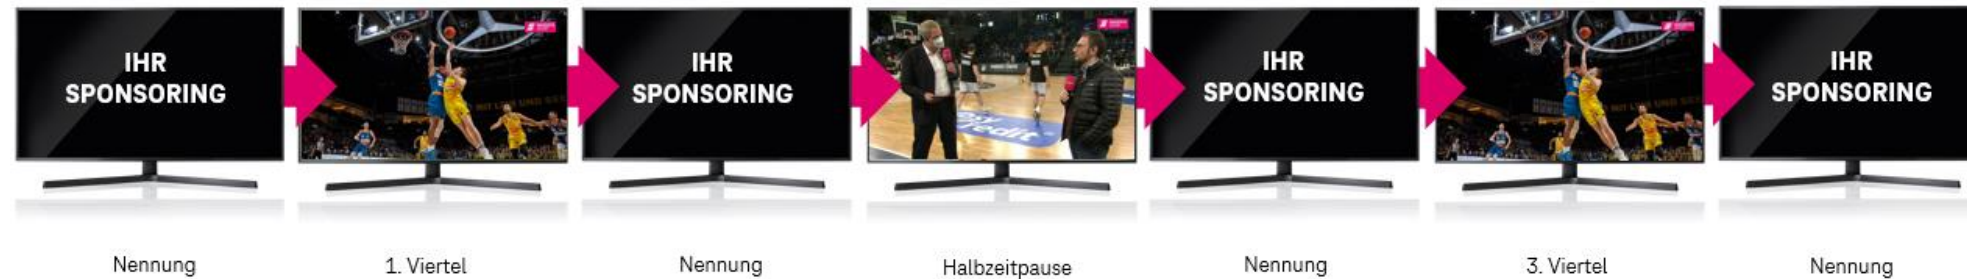 IHR
SPONSORING
IHR
SPONSORING
IHR
SPONSORING
IHR
SPONSORING
Nennung
1. Viertel
Nennung
Halbzeitpause
Nennung
3. Viertel
Nennung